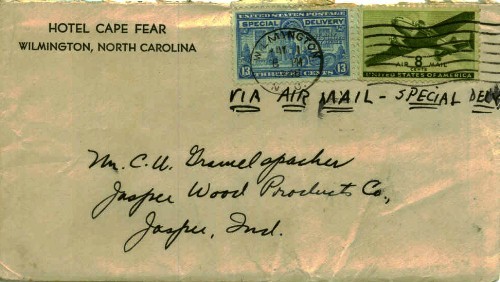 HOTEL CAPE FEAR
WILMINGTON, NORTH CAROLINA
UNITED STATES POSTAGE
SPECIAL DELIVERY
13 THIRTEEN CENTS 13
WILMINGTON
N.C.
AIR 8 MAIL
CENTS
UNITED STATES OF AMERICA
VIA AIR MAIL - SPECIAL DELV
Mr. C. U. Gramelspacher
Jasper Wood Products Co.,
Jasper, Ind.